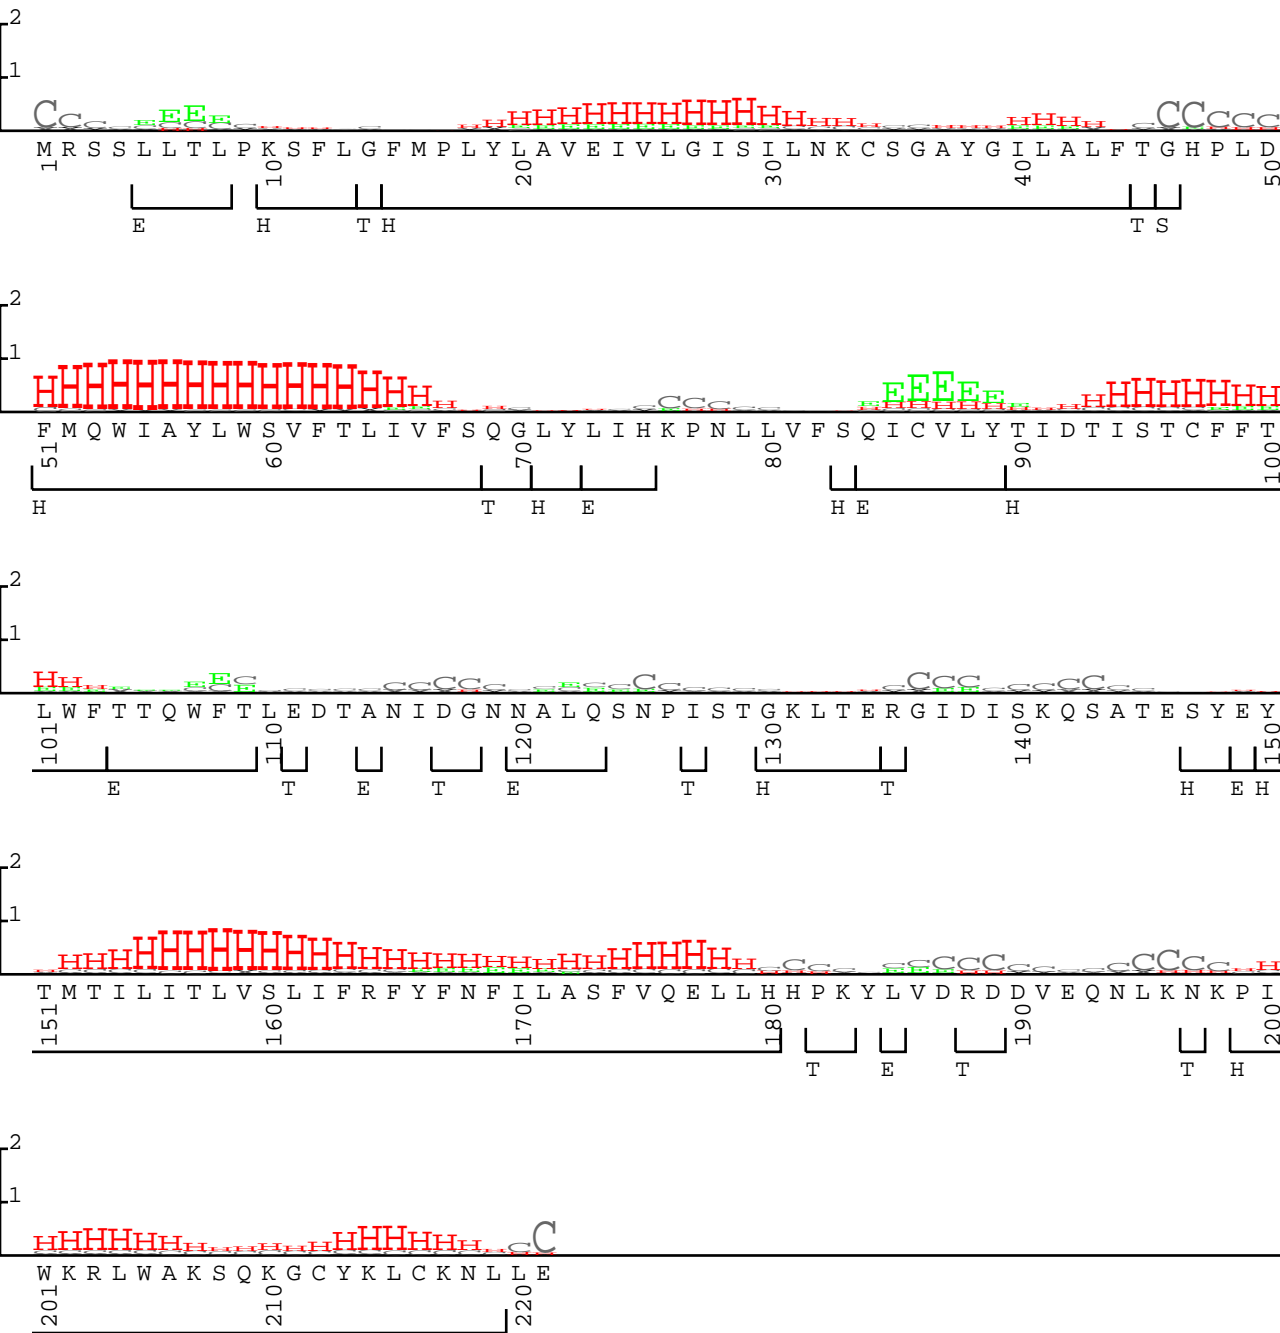 2
1
M R S S L L T L P K S F L G F M P L Y L A V E I V L G I S I L N K C S G A Y G I L A L F T G H P L D
1 10 20 30 40 50
E H T H T S
2
1
F M Q W I A Y L W S V F T L I V F S Q G L Y L I H K P N L L V F S Q I C V L Y T I D T I S T C F F T
51 60 70 80 90 100
H T H E H E H
2
1
L W F T T Q W F T L E D T A N I D G N N A L Q S N P I S T G K L T E R G I D I S K Q S A T E S Y E Y
101 110 120 130 140 150
E T E T E T H T H E H
2
1
T M T I L I T L V S L I F R F Y F N F I L A S F V Q E L L H H P K Y L V D R D D V E Q N L K N K P I
151 160 170 180 190 200
T E T T H
2
1
W K R L W A K S Q K G C Y K L C K N L L E
201 210 220